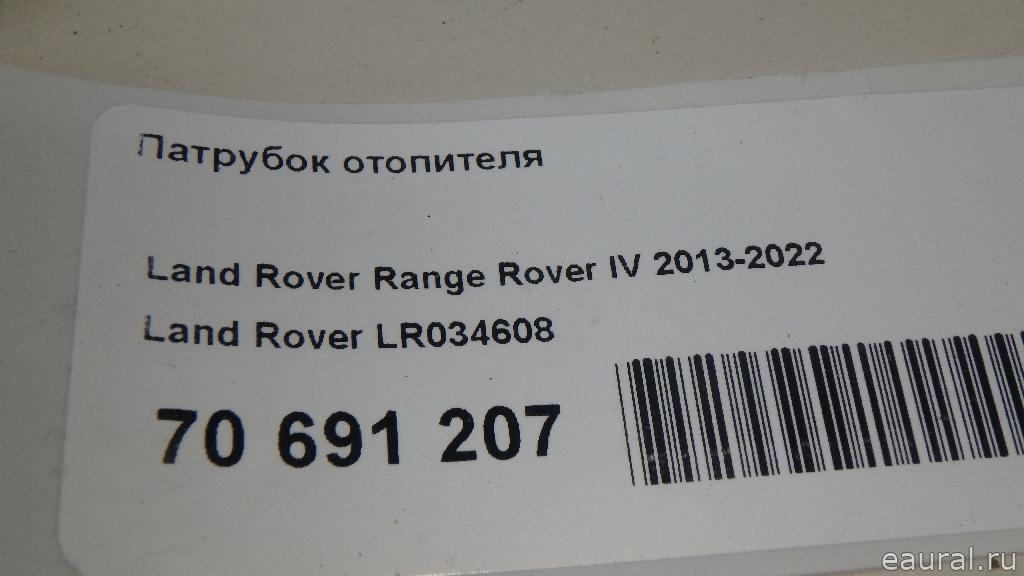 Патрубок отопителя
Land Rover Range Rover IV 2013-2022
Land Rover LR034608
70 691 207
eaural.ru